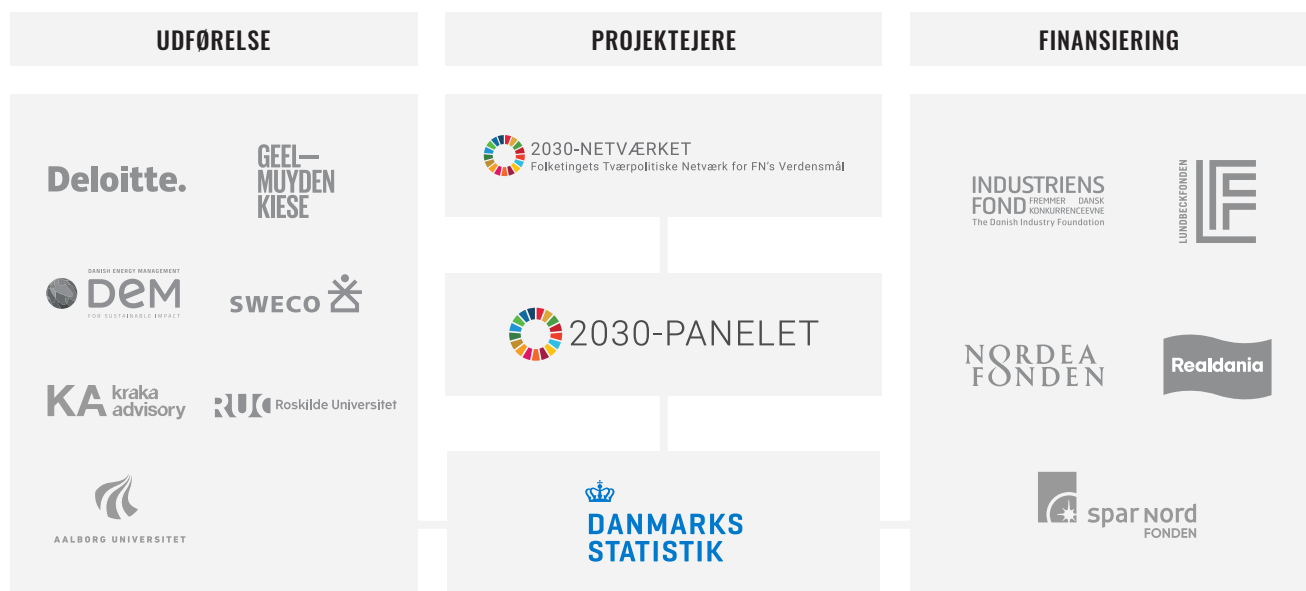 UDFØRELSE
PROJEKTEJERE
FINANSIERING
Deloitte.
GEEL—
MUYDEN
KIESE
DANISH ENERGY MANAGEMENT
DEM
FOR SUSTAINABLE IMPACT
SWECO
KA kraka
advisory
RUC Roskilde Universitet
AALBORG UNIVERSITET
2030-NETVÆRKET
Folketingets Tværpolitiske Netværk for FN's Verdensmål
2030-PANELET
DANMARKS
STATISTIK
INDUSTRIENS
FOND FREMMER DANSK
KONKURRENCEEVNE
The Danish Industry Foundation
LUNDBECKFONDEN
LF
NORDEA
FONDEN
Realdania
spar nord
FONDEN